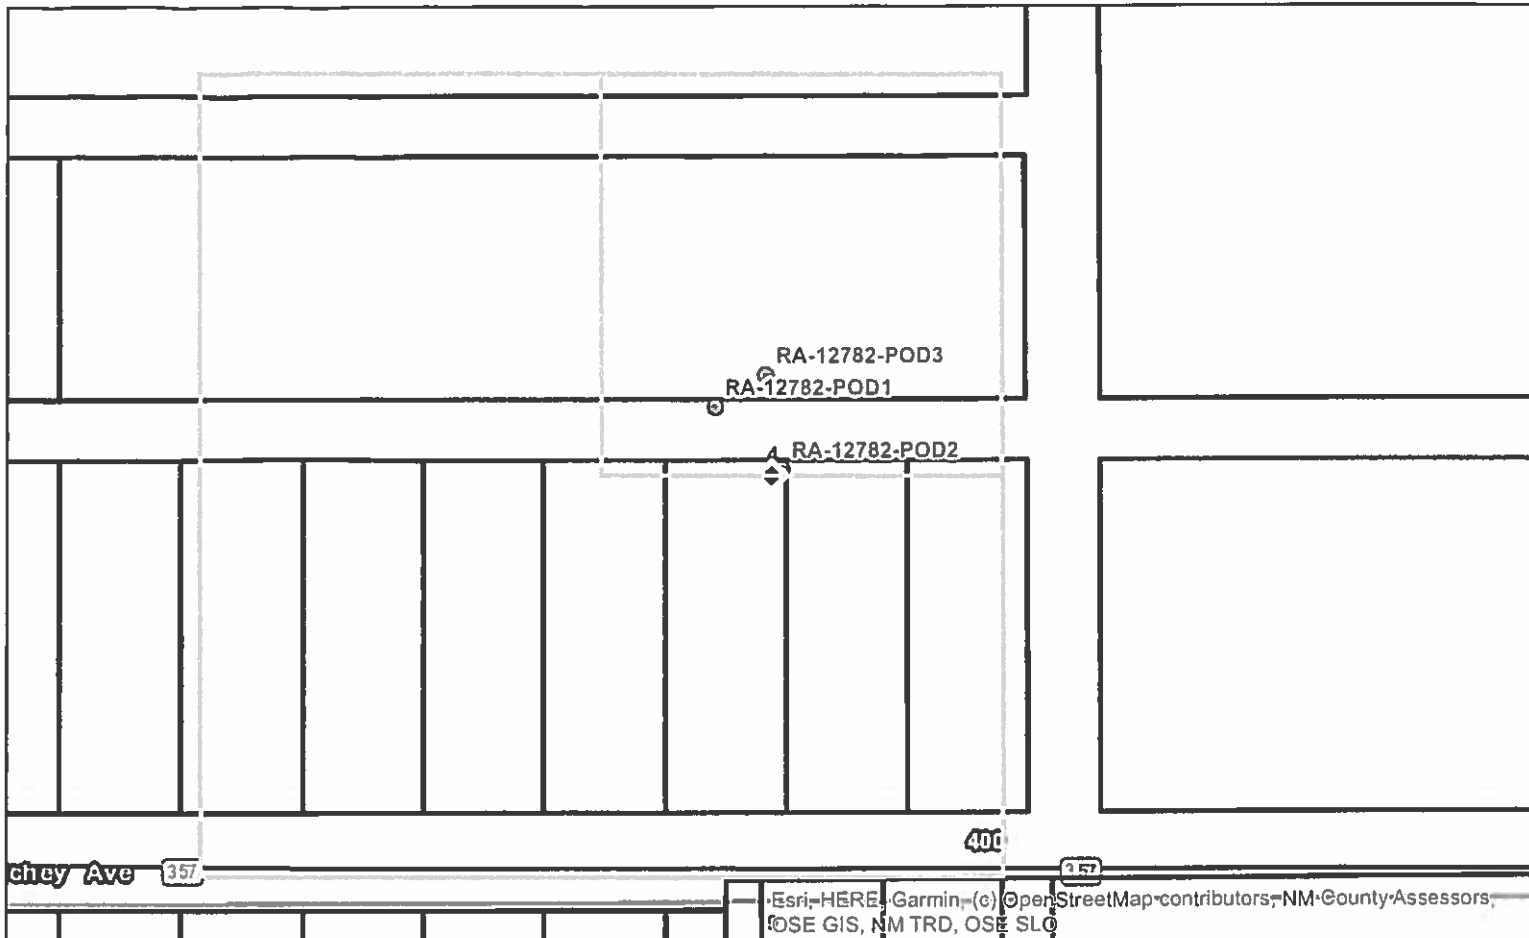 RA-12782-POD3
RA-12782-POD1
RA-12782-POD2
400
chey Ave
357
357
Esri, HERE, Garmin, (c) OpenStreetMap contributors, NM County Assessors,
OSE GIS, NM TRD, OSE SLO